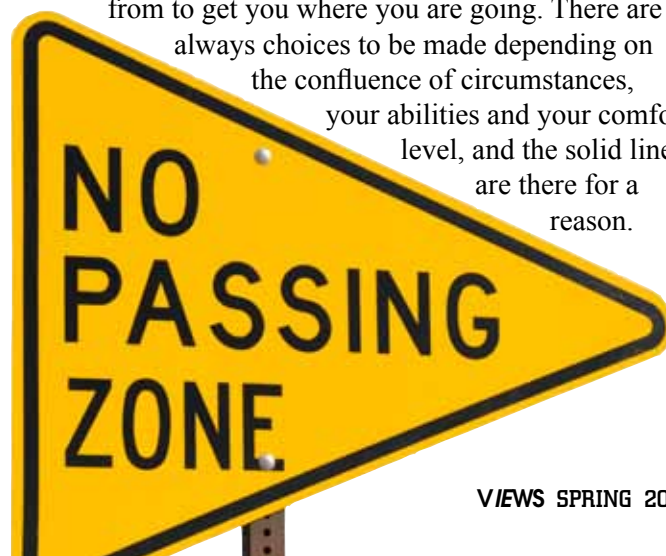 from to get you where you are going. There are
always choices to be made depending on
the confluence of circumstances,
your abilities and your comfo
level, and the solid line
are there for a
reason.
NO
PASSING
ZONE
VIEWS SPRING 20